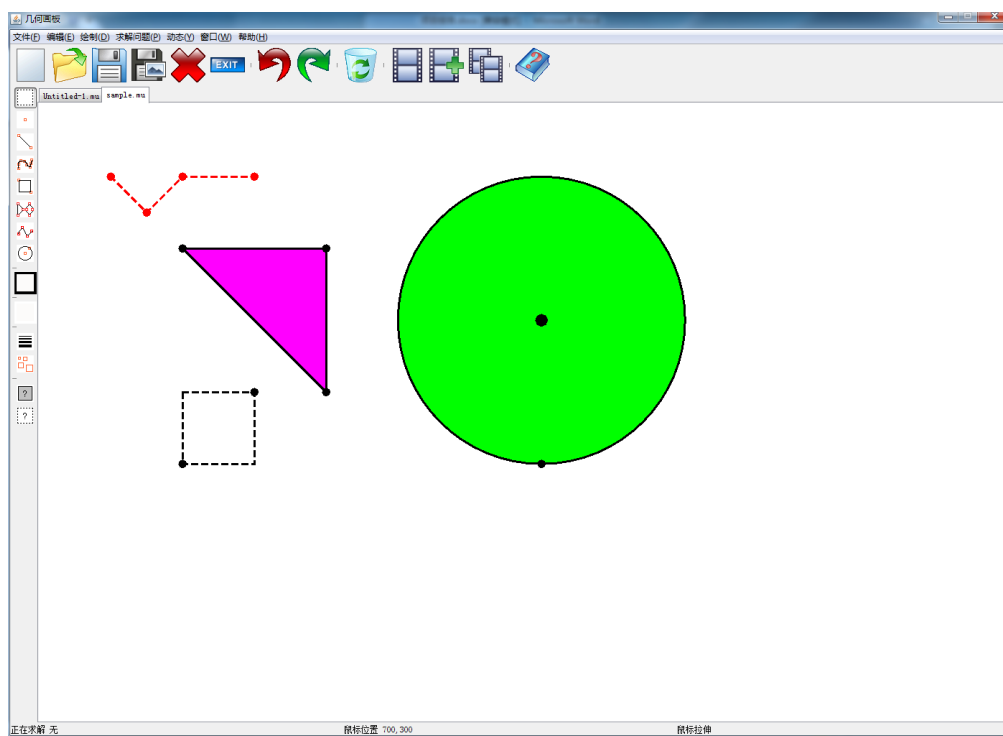 几何画板
文件(F) 编辑(E) 绘制(D) 求解问题(P) 动态(Y) 窗口(W) 帮助(H)
EXIT
Untitled-1.mu sample.mu
?
?
正在求解 无 鼠标位置 700,300 鼠标拉伸